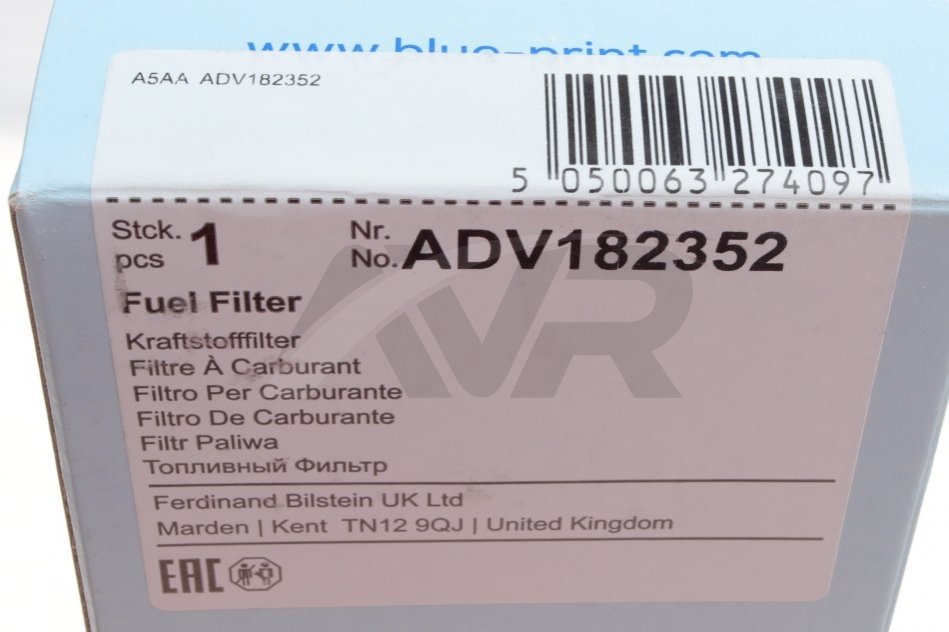 www.blue-print.com
A5AA ADV182352
5 050063 274097
Stck. 1 Nr.
pcs No. ADV182352
Fuel Filter
Kraftstofffilter
Filtre À Carburant
Filtro Per Carburante
Filtro De Carburante
Filtr Paliwa
Топливный Фильтр
Ferdinand Bilstein UK Ltd
Marden | Kent TN12 9QJ | United Kingdom
EAC
VR